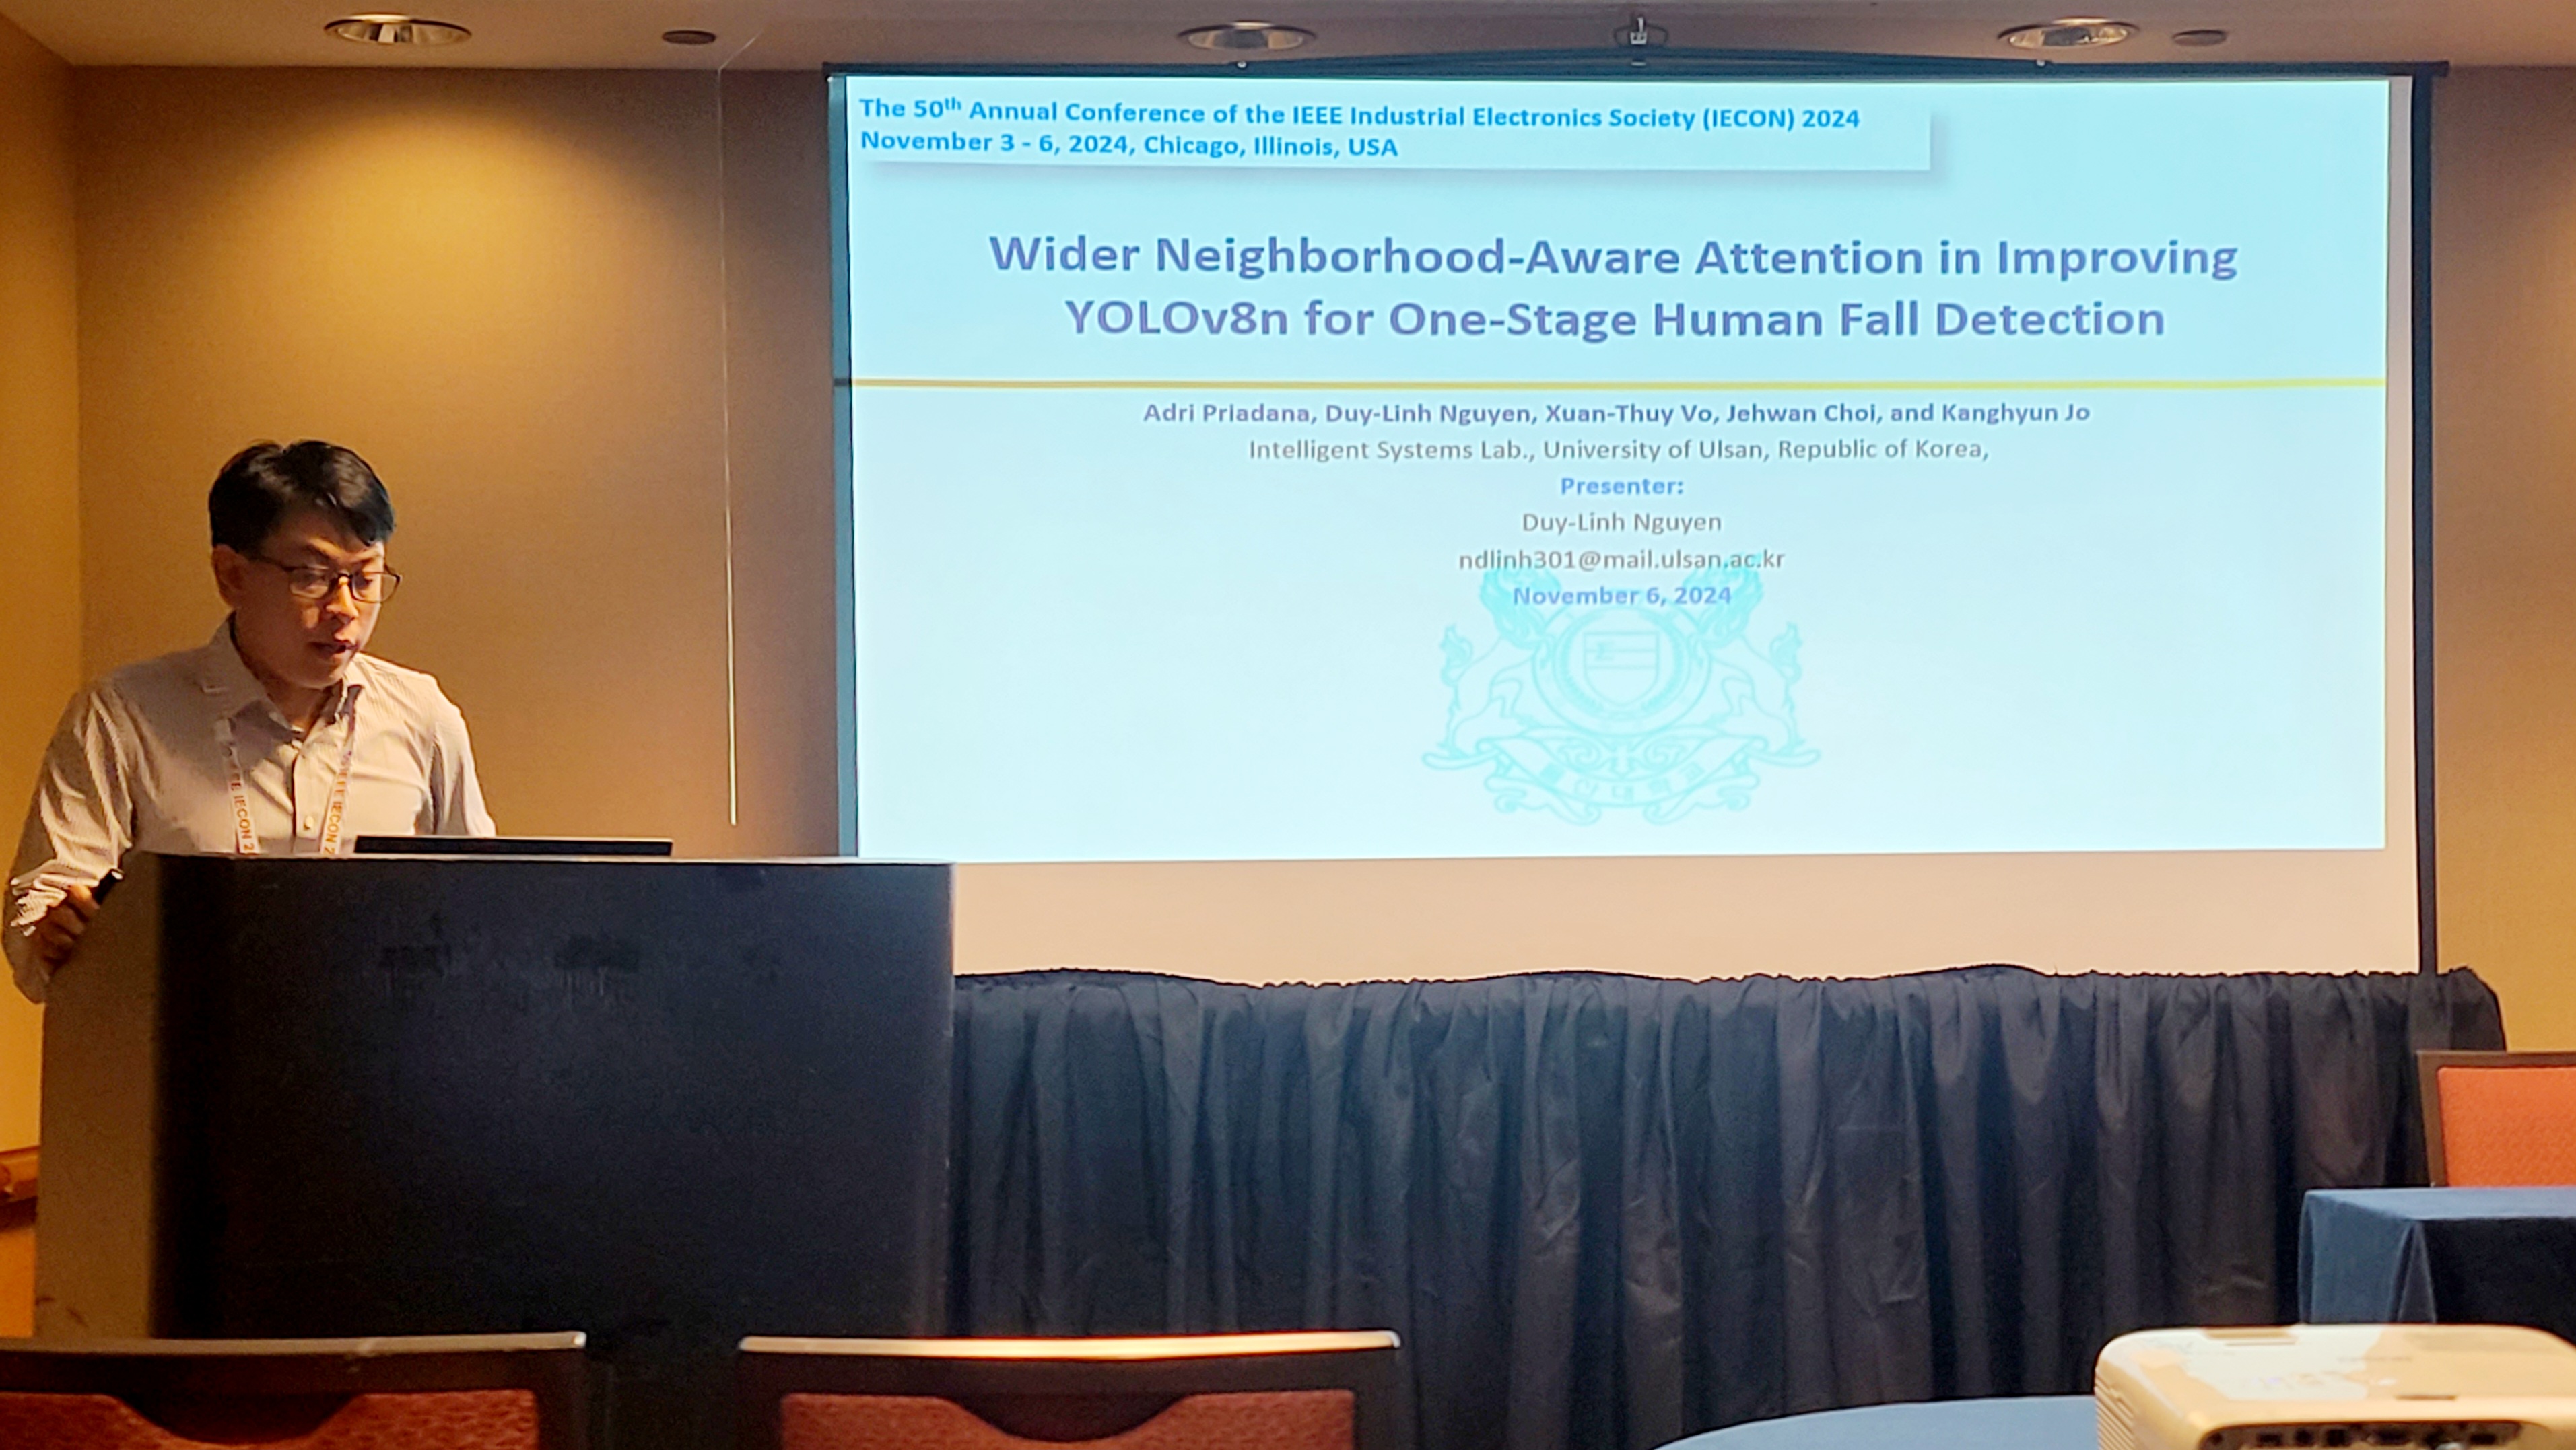 The 50th Annual Conference of the IEEE Industrial Electronics Society (IECON) 2024
November 3 - 6, 2024, Chicago, Illinois, USA
Wider Neighborhood-Aware Attention in Improving
YOLOv8n for One-Stage Human Fall Detection
Adri Priadana, Duy-Linh Nguyen, Xuan-Thuy Vo, Jehwan Choi, and Kanghyun Jo
Intelligent Systems Lab., University of Ulsan, Republic of Korea,
Presenter:
Duy-Linh Nguyen
ndlinh301@mail.ulsan.ac.kr
November 6, 2024
IECON
IECON